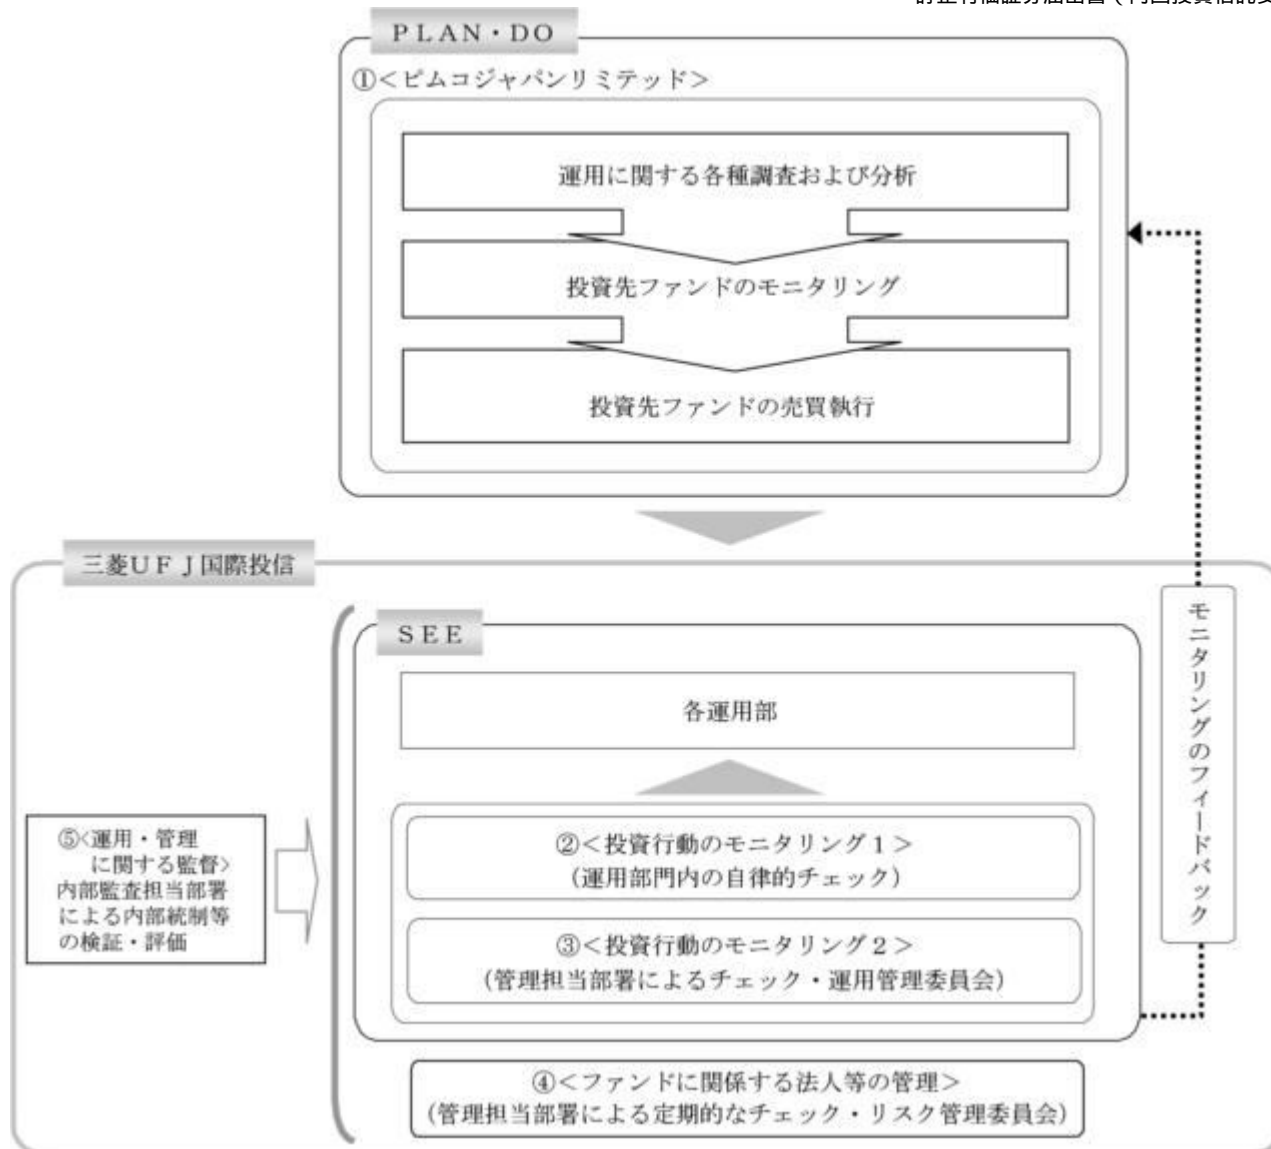 PLAN・DO
①＜ピムコジャパンリミテッド＞
運用に関する各種調査および分析
投資先ファンドのモニタリング
投資先ファンドの売買執行
三菱UFJ国際投信
SEE
各運用部
②＜投資行動のモニタリング１＞
（運用部門内の自律的チェック）
③＜投資行動のモニタリング２＞
（管理担当部署によるチェック・運用管理委員会）
④＜ファンドに関係する法人等の管理＞
（管理担当部署による定期的なチェック・リスク管理委員会）
⑤<運用・管理
に関する監督>
内部監査担当部署
による内部統制等
の検証・評価
モニタリングのフィードバック